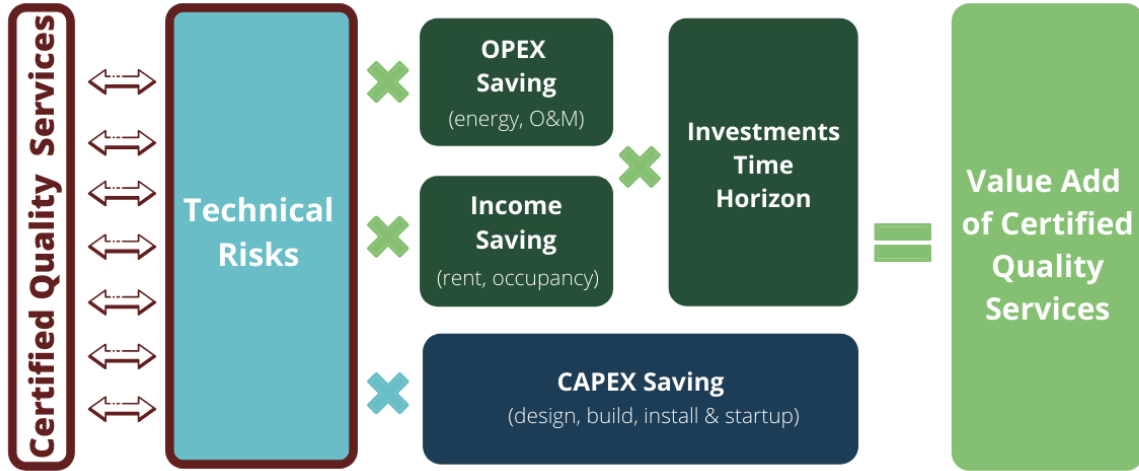 Certified Quality Services
Technical
Risks
OPEX
Saving
(energy, O&M)
Income
Saving
(rent, occupancy)
Investments
Time
Horizon
CAPEX Saving
(design, build, install & startup)
Value Add
of Certified
Quality
Services